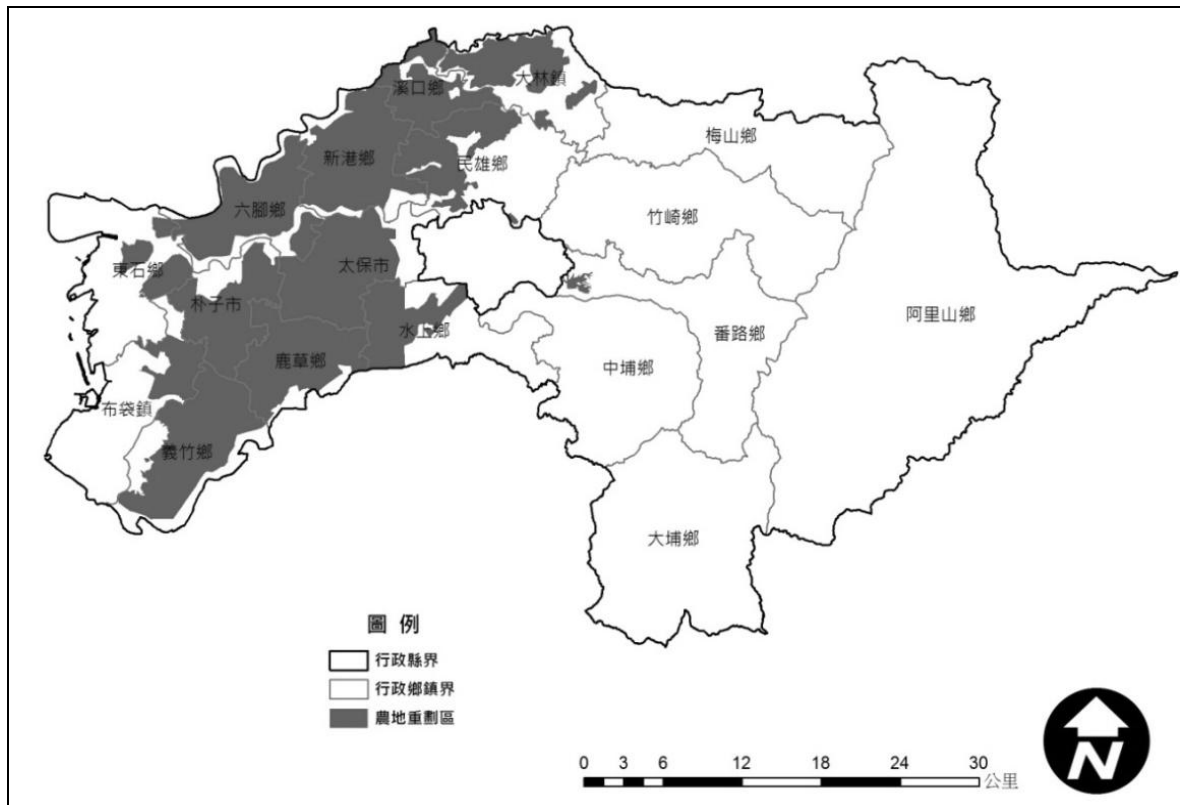 大林鎮
溪口鄉
梅山鄉
新港鄉
民雄鄉
六腳鄉
竹崎鄉
太保市
東石鄉
朴子市
阿里山鄉
水上鄉
番路鄉
鹿草鄉
中埔鄉
布袋鎮
義竹鄉
大埔鄉
圖 例
行政縣界
行政鄉鎮界
農地重劃區
0 3 6 12 18 24 30
公里
N